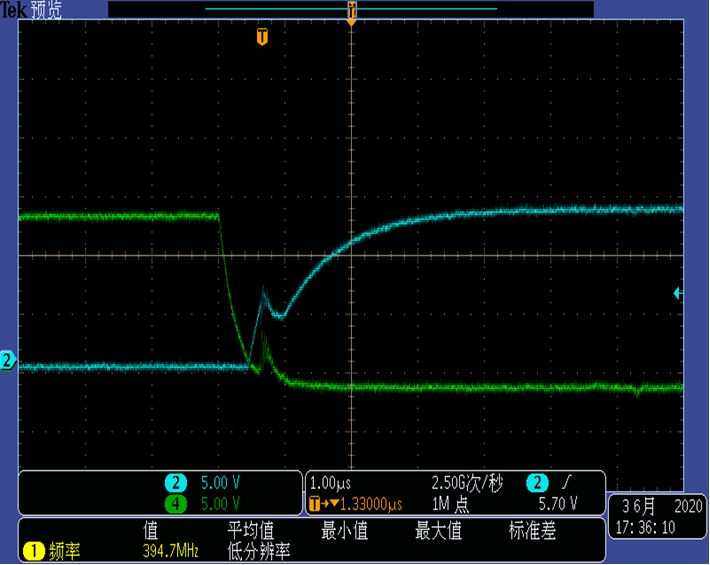 Tek 预览
T
T
2
2 5.00 V
4 5.00 V
1.00μs 2.50G次/秒 2
T→▼1.33000μs 1M 点 5.70 V
值 平均值 最小值 最大值 标准差
1 频率 394.7MHz 低分辨率
3 6月 2020
17:36:10